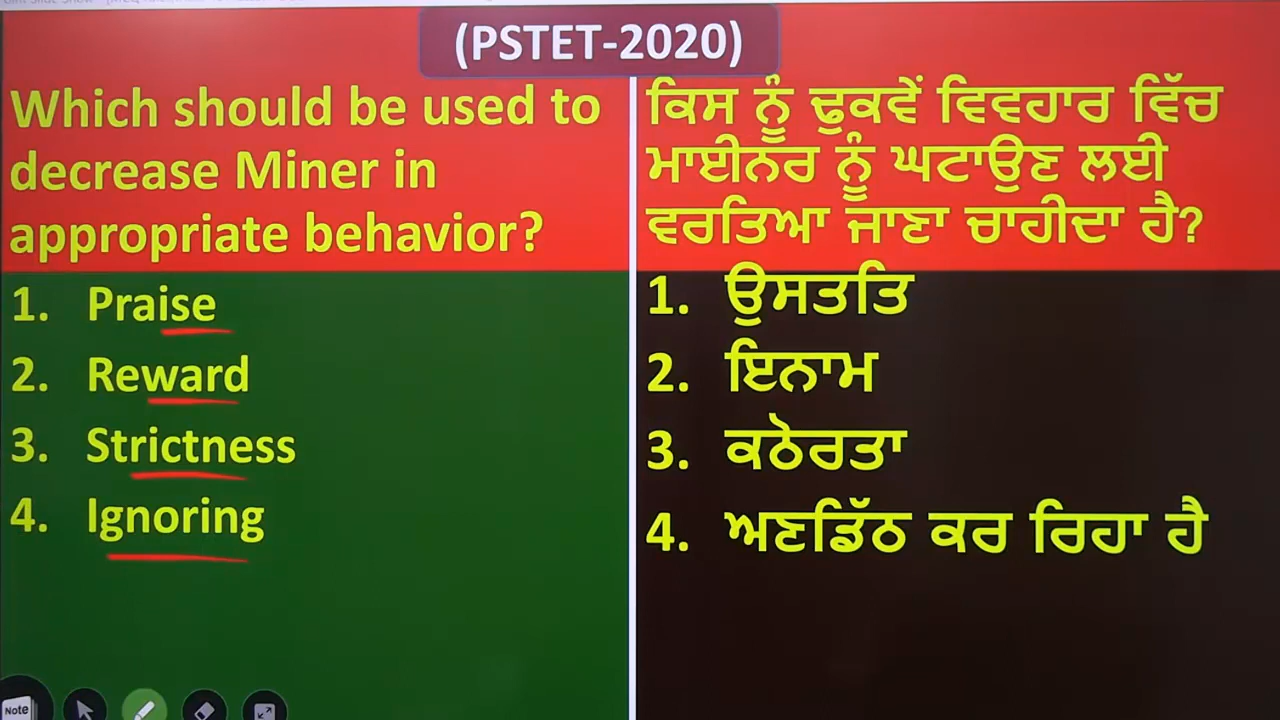 (PSTET-2020)
Which should be used to
decrease Miner in
appropriate behavior?
1. Praise
2. Reward
3. Strictness
4. Ignoring
ਕਿਸ ਨੂੰ ਢੁਕਵੇਂ ਵਿਵਹਾਰ ਵਿੱਚ
ਮਾਈਨਰ ਨੂੰ ਘਟਾਉਣ ਲਈ
ਵਰਤਿਆ ਜਾਣਾ ਚਾਹੀਦਾ ਹੈ?
1. ਉਸਤਤਿ
2. ਇਨਾਮ
3. ਕਠੋਰਤਾ
4. ਅਣਡਿੱਠ ਕਰ ਰਿਹਾ ਹੈ
Note